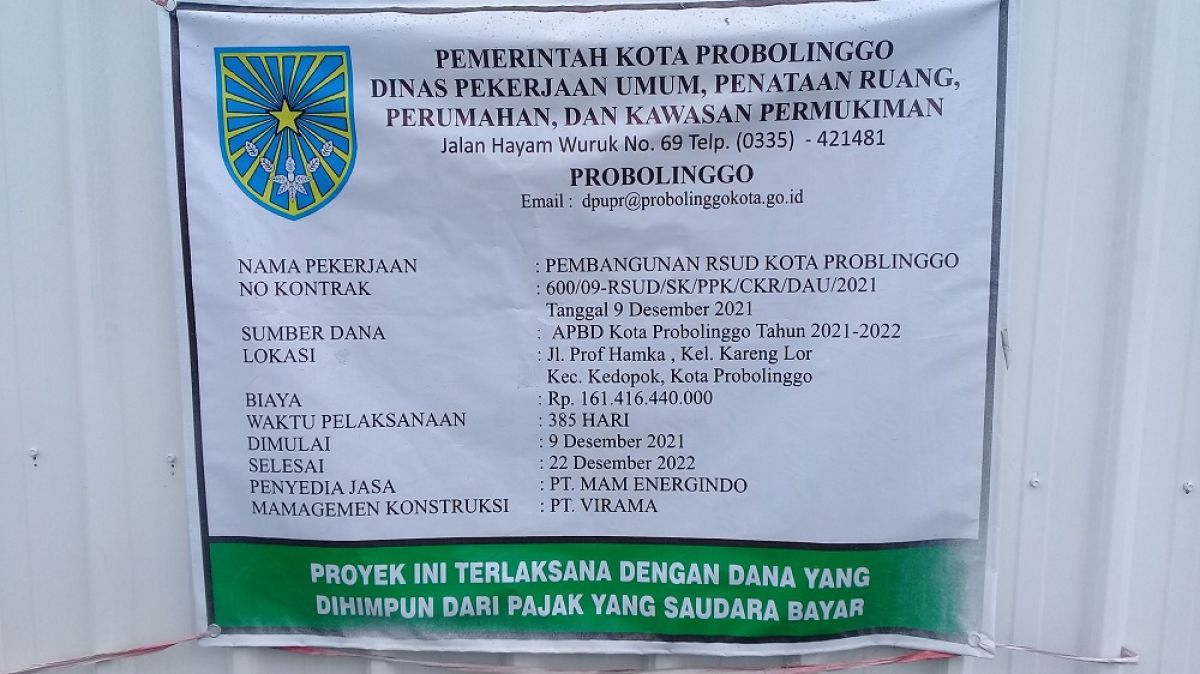 PEMERINTAH KOTA PROBOLINGGO
DINAS PEKERJAAN UMUM, PENATAAN RUANG,
PERUMAHAN, DAN KAWASAN PERMUKIMAN
Jalan Hayam Wuruk No. 69 Telp. (0335) - 421481
PROBOLINGGO
Email : dpupr@probolinggokota.go.id
NAMA PEKERJAAN : PEMBANGUNAN RSUD KOTA PROBLINGGO
NO KONTRAK : 600/09-RSUD/SK/PPK/CKR/DAU/2021
Tanggal 9 Desember 2021
SUMBER DANA : APBD Kota Probolinggo Tahun 2021-2022
LOKASI : Jl. Prof Hamka , Kel. Kareng Lor
Kec. Kedopok, Kota Probolinggo
BIAYA : Rp. 161.416.440.000
WAKTU PELAKSANAAN : 385 HARI
DIMULAI : 9 Desember 2021
SELESAI : 22 Desember 2022
PENYEDIA JASA : PT. MAM ENERGINDO
MAMAGEMEN KONSTRUKSI : PT. VIRAMA
PROYEK INI TERLAKSANA DENGAN DANA YANG
DIHIMPUN DARI PAJAK YANG SAUDARA BAYAR